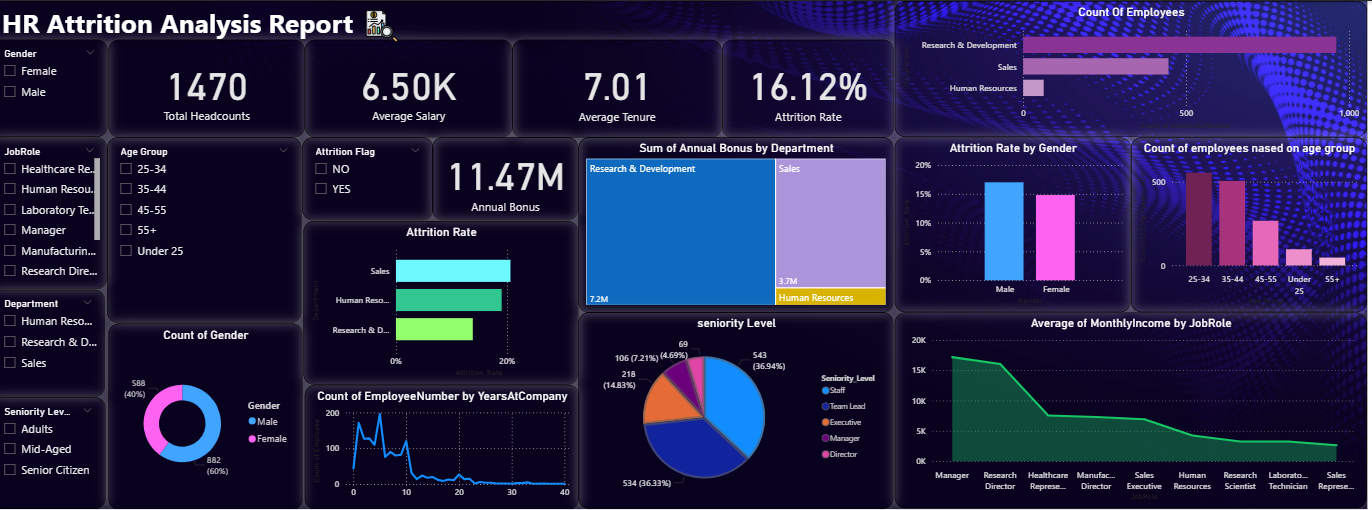 HR Attrition Analysis Report
Gender
Female
Male
1470
Total Headcounts
6.50K
Average Salary
7.01
Average Tenure
16.12%
Attrition Rate
Count Of Employees
Research & Development
Sales
Human Resources
0
500
1,000
JobRole
Healthcare Re...
Human Resou...
Laboratory Te...
Manager
Manufacturin...
Research Dire...
Age Group
25-34
35-44
45-55
55+
Under 25
Attrition Flag
NO
YES
11.47M
Annual Bonus
Sum of Annual Bonus by Department
Research & Development
7.2M
Sales
3.7M
Human Resources
Attrition Rate by Gender
20%
15%
10%
5%
0%
Male
Female
Count of employees nased on age group
500
0
25-34
35-44
45-55
Under
25
55+
Attrition Rate
Sales
Human Reso...
Research & D...
0%
20%
Department
Attrition_Rate
Department
Human Reso...
Research & D...
Sales
Seniority Lev...
Adults
Mid-Aged
Senior Citizen
Count of Gender
588
(40%)
882
(60%)
Gender
Male
Female
Count of EmployeeNumber by YearsAtCompany
200
100
0
0
10
20
30
40
seniority Level
69
(4.69%)
106 (7.21%)
218
(14.83%)
534 (36.33%)
543
(36.94%)
Seniority_Level
Staff
Team Lead
Executive
Manager
Director
Average of MonthlyIncome by JobRole
20K
15K
10K
5K
0K
Manager
Research
Director
Healthcare
Represe...
Manufac...
Director
Sales
Executive
Human
Resources
Research
Scientist
Laborato...
Technician
Sales
Represe...
JobRole